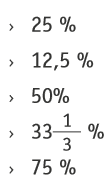 › 25 %
› 12,5 %
› 50%
› 33 1/3 %
› 75 %